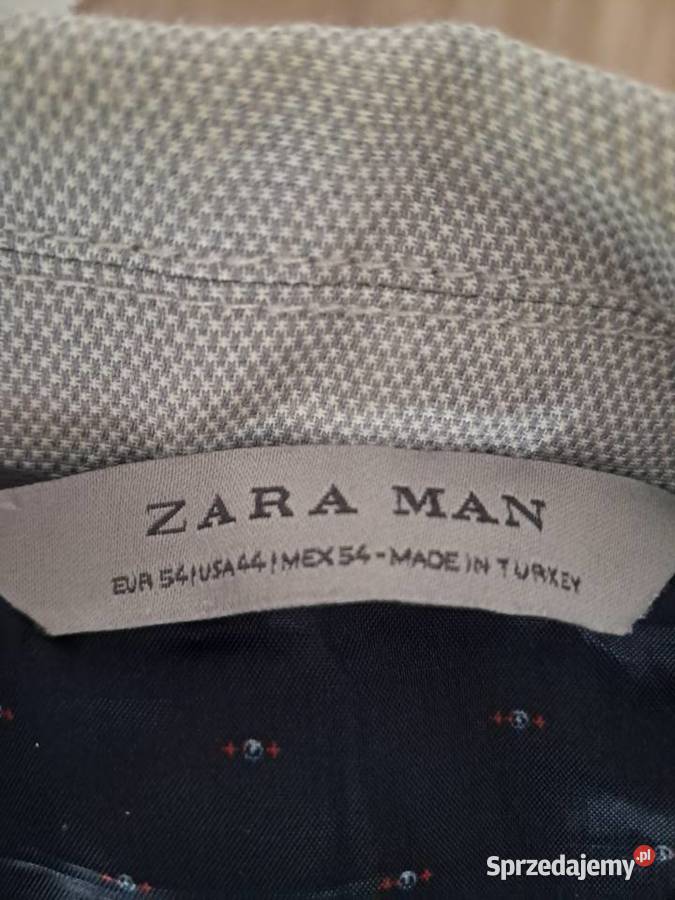 ZARA MAN
EUR 54 / USA 44 / MEX 54 - MADE IN TURKEY
Sprzedajemy.pl